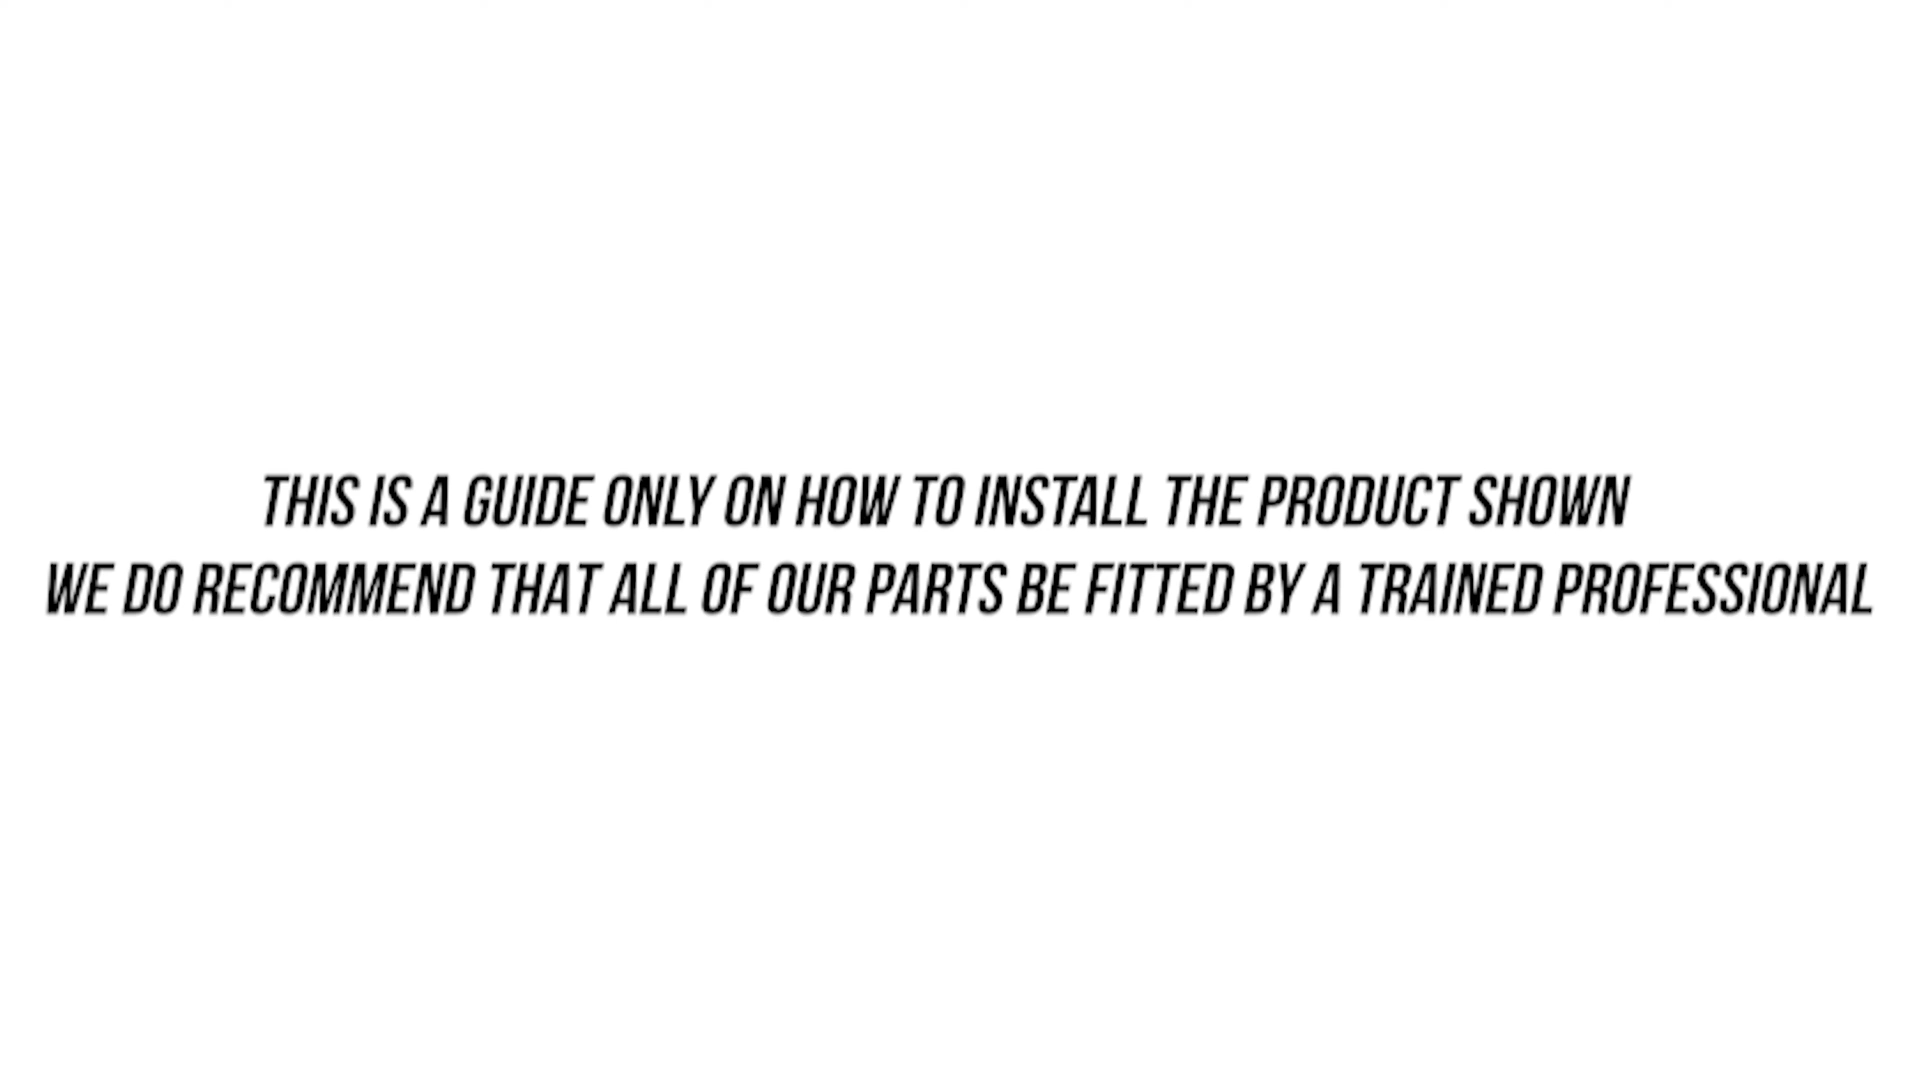 THIS IS A GUIDE ONLY ON HOW TO INSTALL THE PRODUCT SHOWN
WE DO RECOMMEND THAT ALL OF OUR PARTS BE FITTED BY A TRAINED PROFESSIONAL